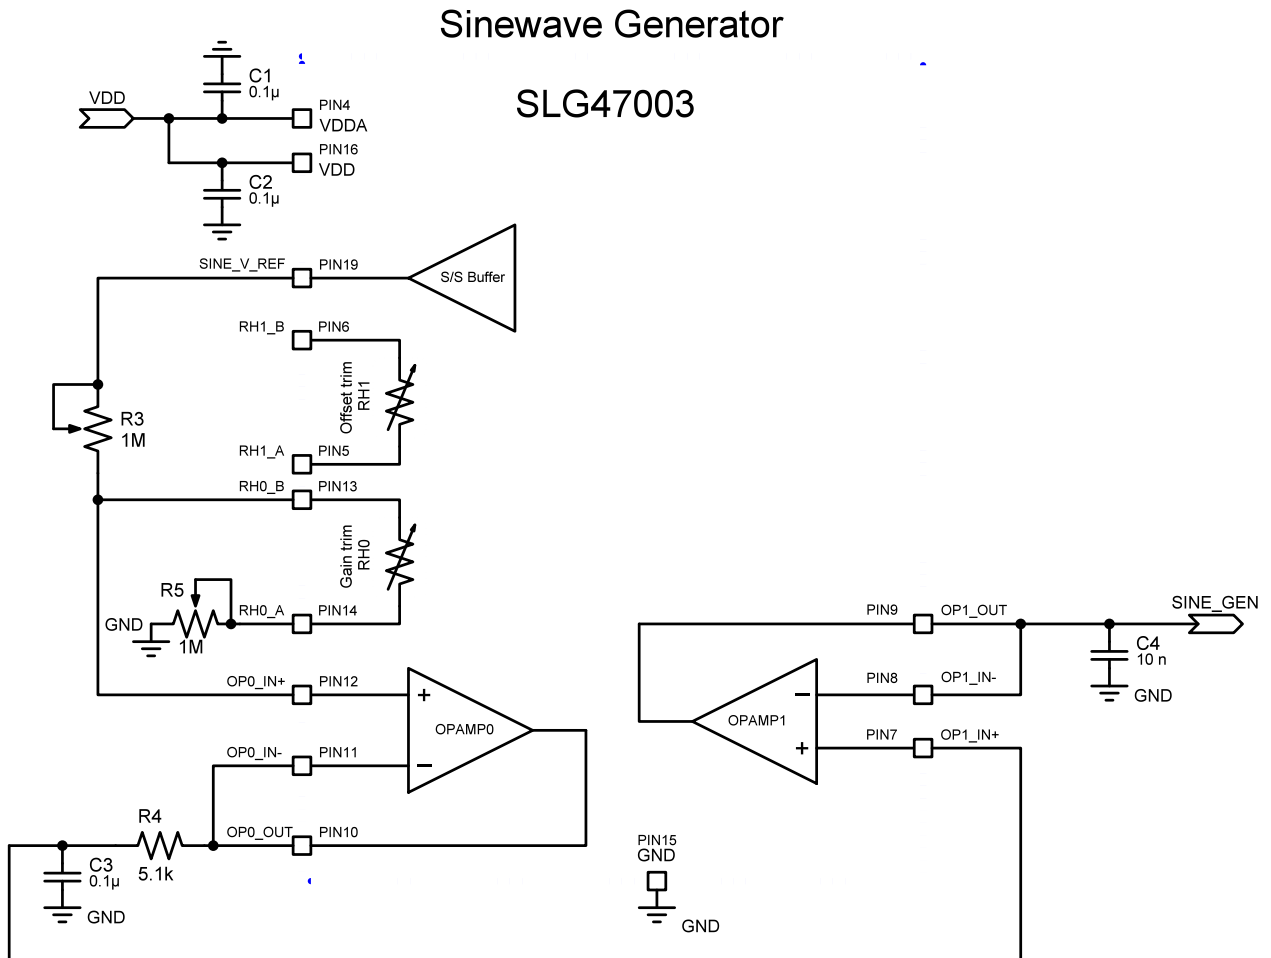 Sinewave Generator
SLG47003
C1
0.1µ
VDD
PIN4
VDDA
PIN16
VDD
C2
0.1µ
SINE_V_REF
PIN19
S/S Buffer
RH1_B
PIN6
Offset trim
RH1
R3
1M
RH1_A
PIN5
RH0_B
PIN13
Gain trim
RH0
R5
1M
GND
RH0_A
PIN14
OP0_IN+
PIN12
+
OPAMP0
OP0_IN-
PIN11
−
R4
5.1k
OP0_OUT
PIN10
C3
0.1µ
GND
PIN9
OP1_OUT
SINE_GEN
C4
10 n
GND
PIN8
OP1_IN-
−
OPAMP1
+
PIN7
OP1_IN+
PIN15
GND
GND